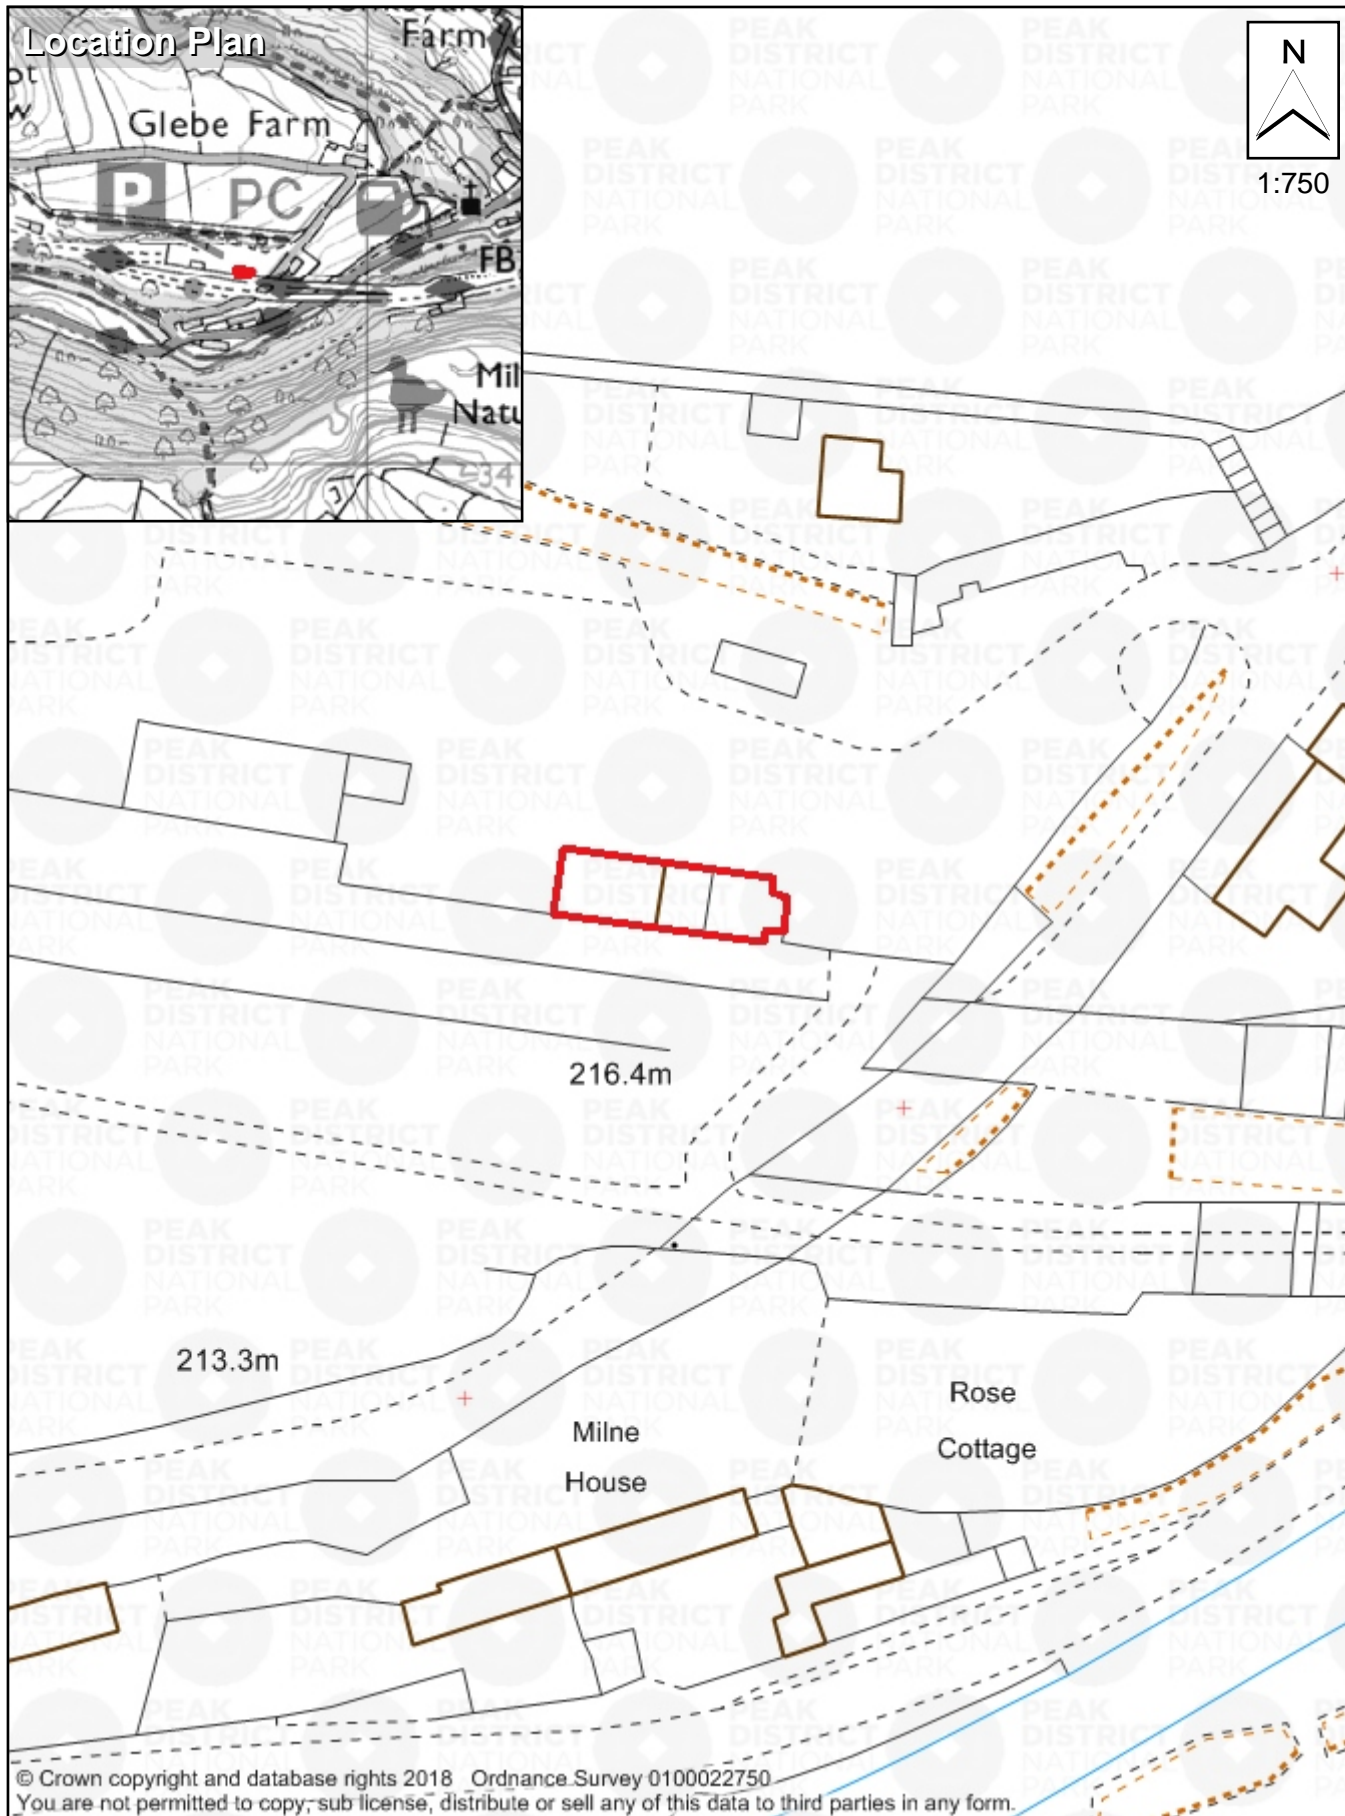 Location Plan
Farm
Glebe Farm
P
PC
FB
Mil
Natu
34
N
1:750
PEAK
DISTRICT
NATIONAL
PARK
216.4m
213.3m
Milne
House
Rose
Cottage
© Crown copyright and database rights 2018 Ordnance Survey 0100022750
You are not permitted to copy, sub license, distribute or sell any of this data to third parties in any form.